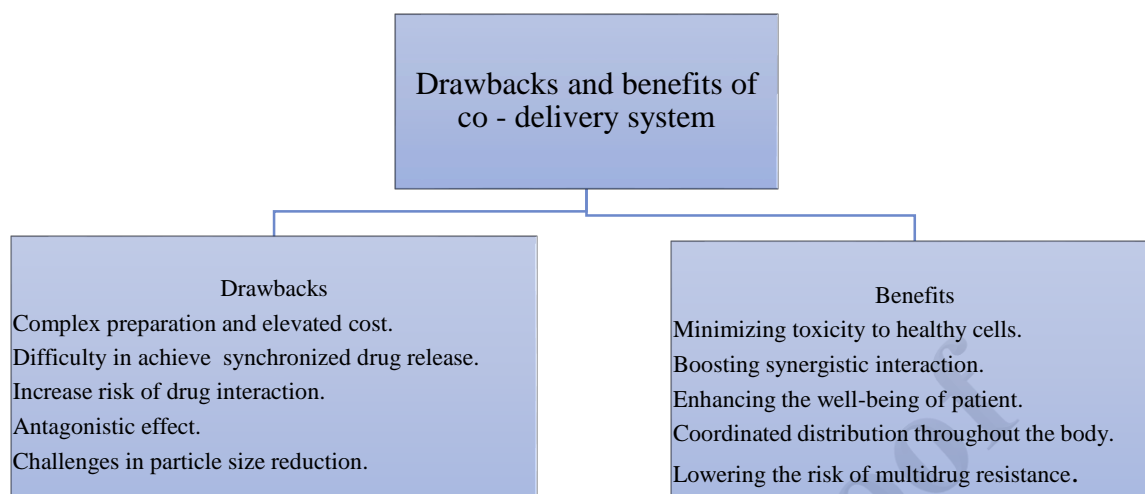 Drawbacks and benefits of
co - delivery system
Drawbacks
Complex preparation and elevated cost.
Difficulty in achieve synchronized drug release.
Increase risk of drug interaction.
Antagonistic effect.
Challenges in particle size reduction.
Benefits
Minimizing toxicity to healthy cells.
Boosting synergistic interaction.
Enhancing the well-being of patient.
Coordinated distribution throughout the body.
Lowering the risk of multidrug resistance.